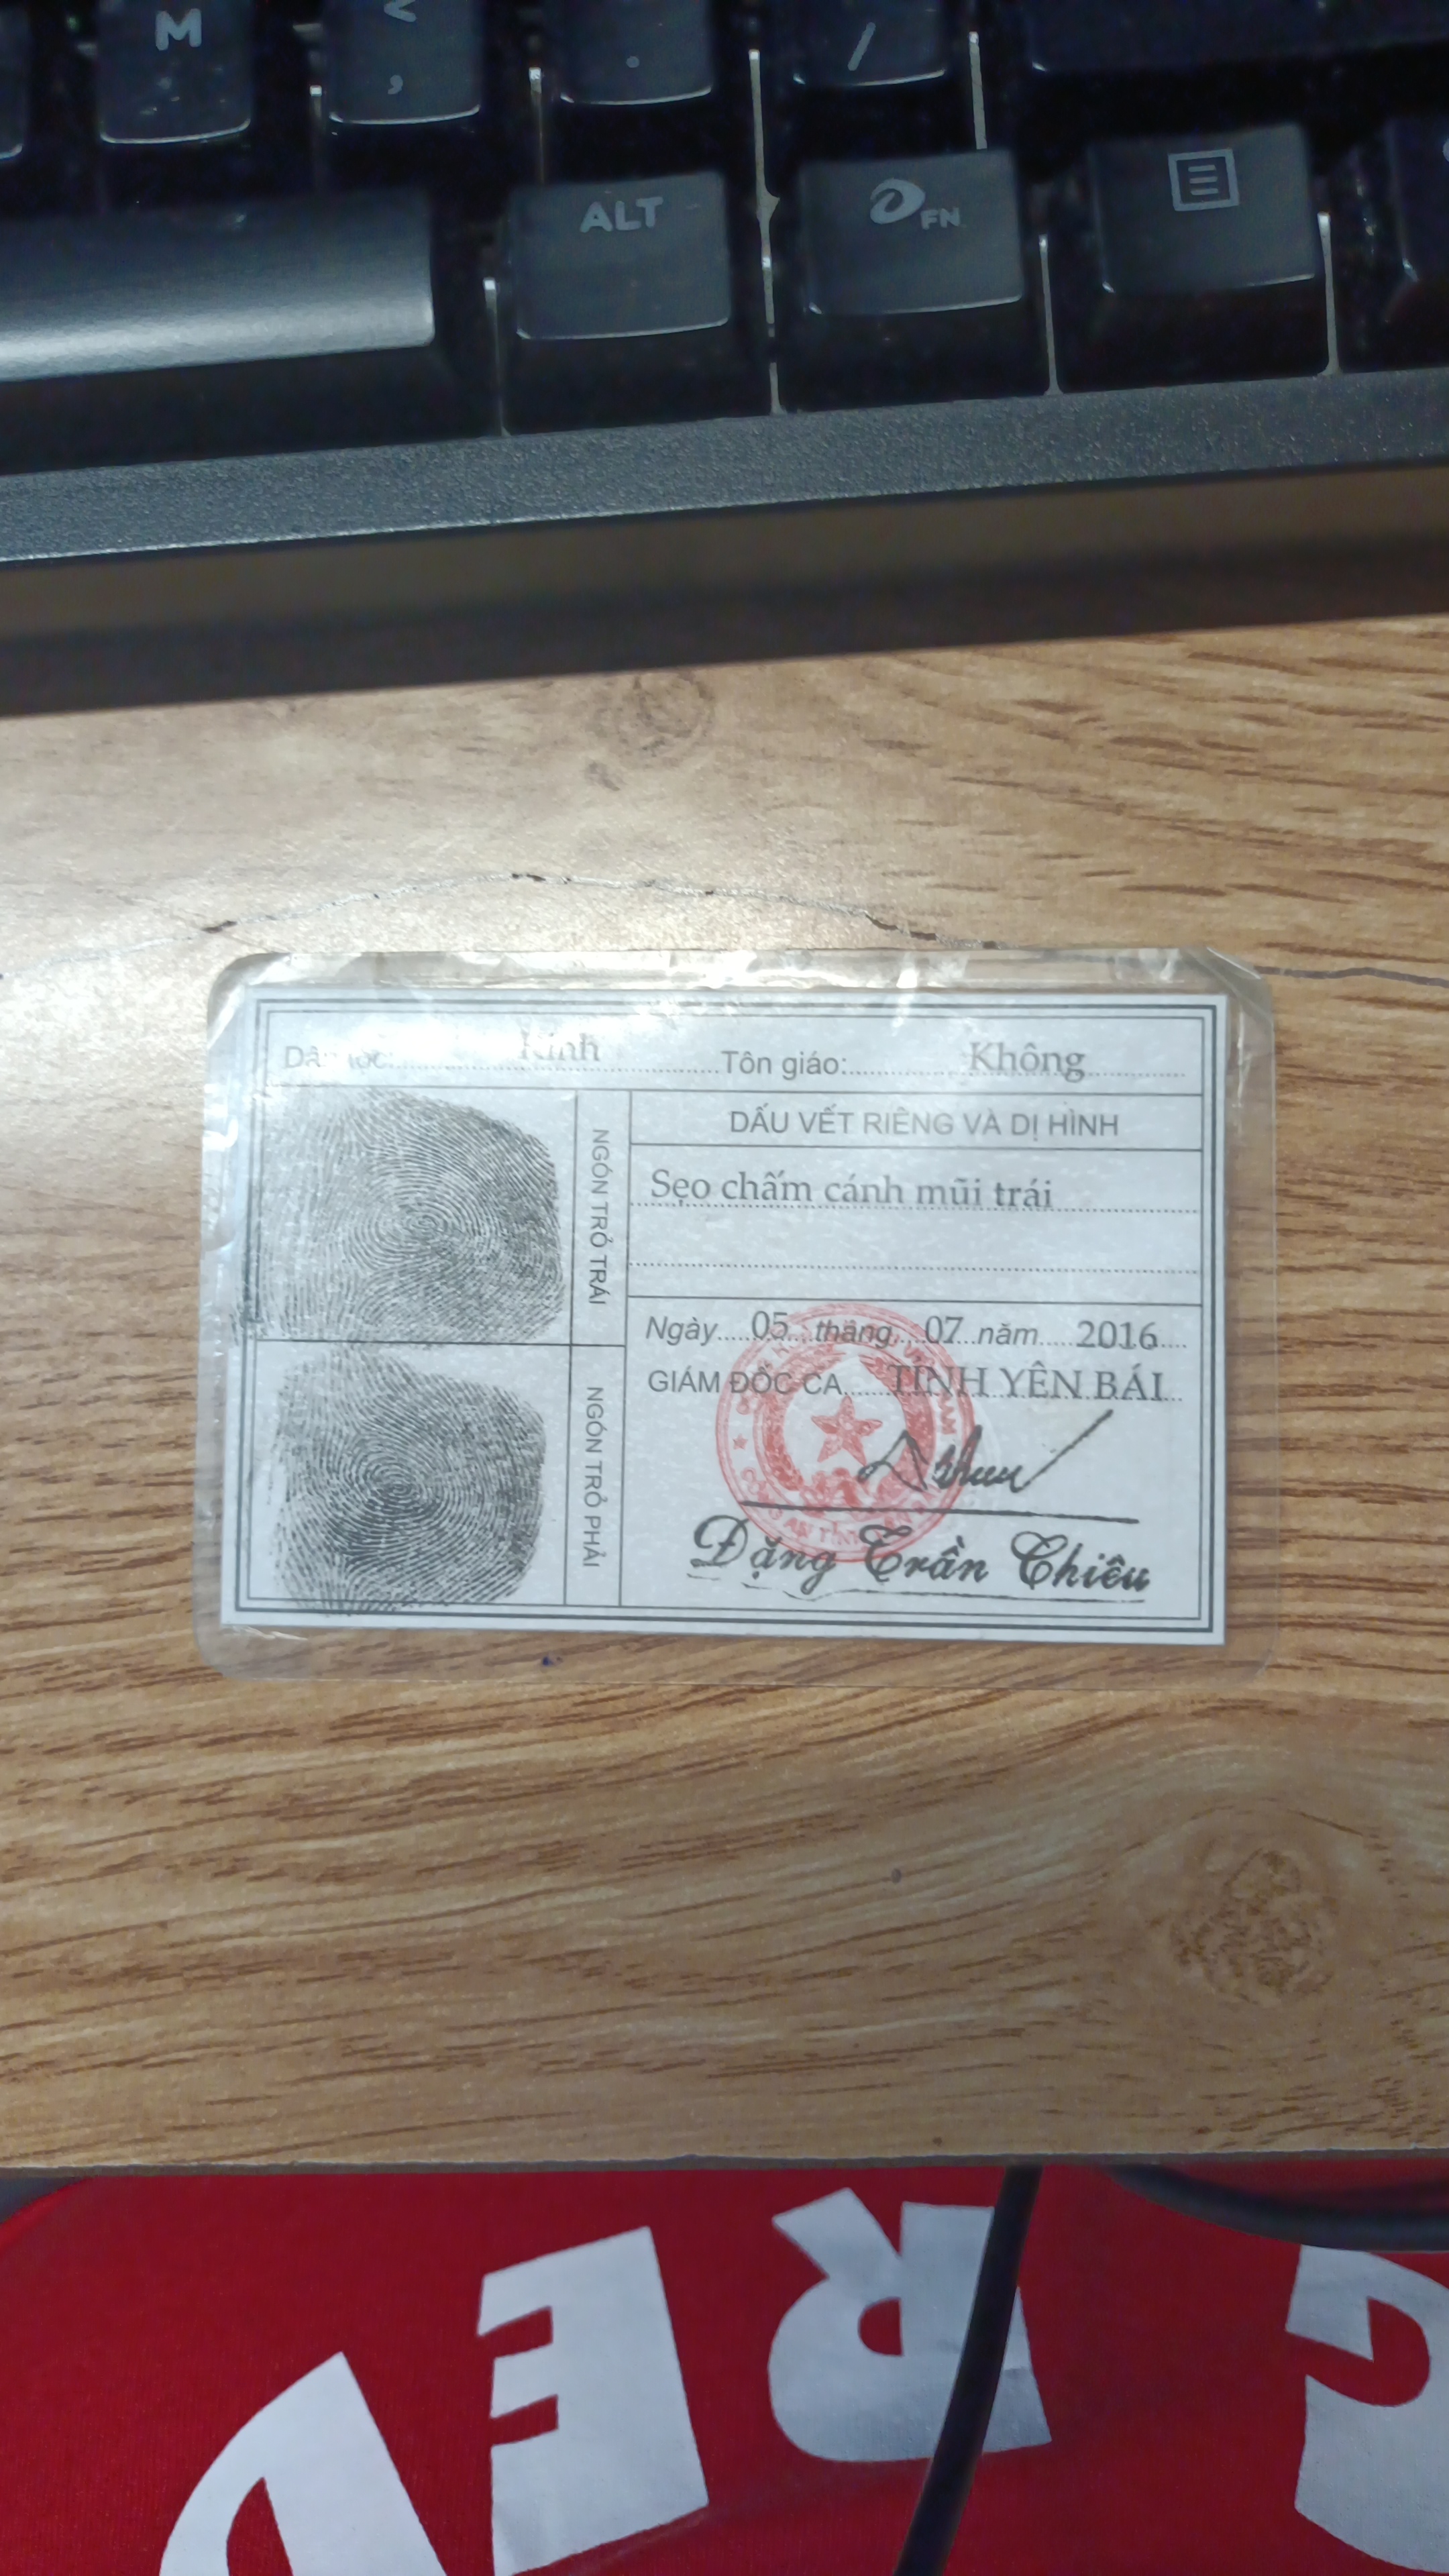 M < ,
. /
ALT FN
Dân tộc: Kinh Tôn giáo: Không
NGÓN TRỎ TRÁI
DẤU VẾT RIÊNG VÀ DỊ HÌNH
Sẹo chấm cánh mũi trái
Ngày 05 tháng 07 năm 2016
GIÁM ĐỐC CA TỈNH YÊN BÁI
NGÓN TRỎ PHẢI
Đặng Trần Chiêu